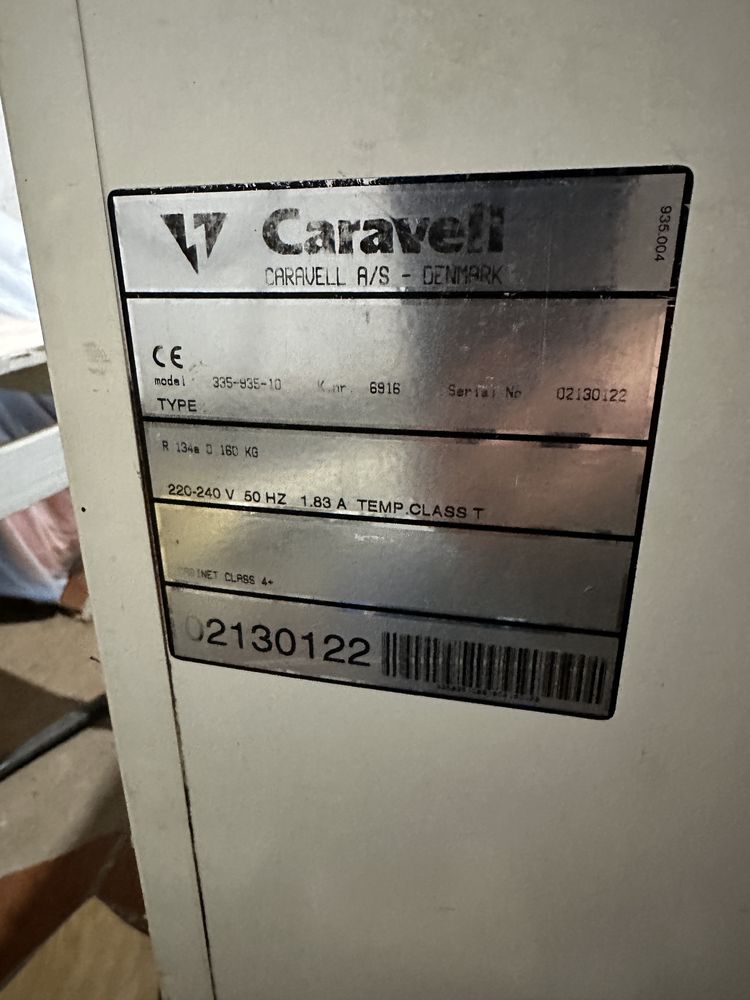 Caravell
935.004
CARAVELL A/S - DENMARK
CE
model 335-935-10 K.nr. 6916 Serial No 02130122
TYPE
R 134a 0 160 KG
220-240 V 50 HZ 1.83 A TEMP.CLASS T
CABINET CLASS 4+
02130122